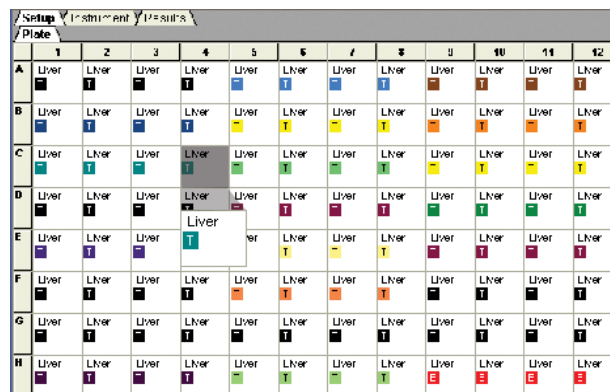 Setup Instrument Results
Plate
1 2 3 4 5 6 7 8 9 10 11 12
A Liver Liver Liver Liver Liver Liver Liver Liver Liver Liver Liver Liver
T T T T T T T T T T T T
B Liver Liver Liver Liver Liver Liver Liver Liver Liver Liver Liver Liver
T T T T T T T T T T T T
C Liver Liver Liver Liver Liver Liver Liver Liver Liver Liver Liver Liver
T T T T T T T T T T T T
D Liver Liver Liver Liver Liver Liver Liver Liver Liver Liver Liver Liver
T T T T T T T T T T T
Liver
T
E Liver Liver Liver Liver Liver Liver Liver Liver Liver Liver Liver
T T T T T T T T T T
F Liver Liver Liver Liver Liver Liver Liver Liver Liver Liver Liver Liver
T T T T T T T T T T T T
G Liver Liver Liver Liver Liver Liver Liver Liver Liver Liver Liver Liver
T T T T T T T T T T T T
H Liver Liver Liver Liver Liver Liver Liver Liver Liver Liver Liver Liver
T T T T T T T T E E E E